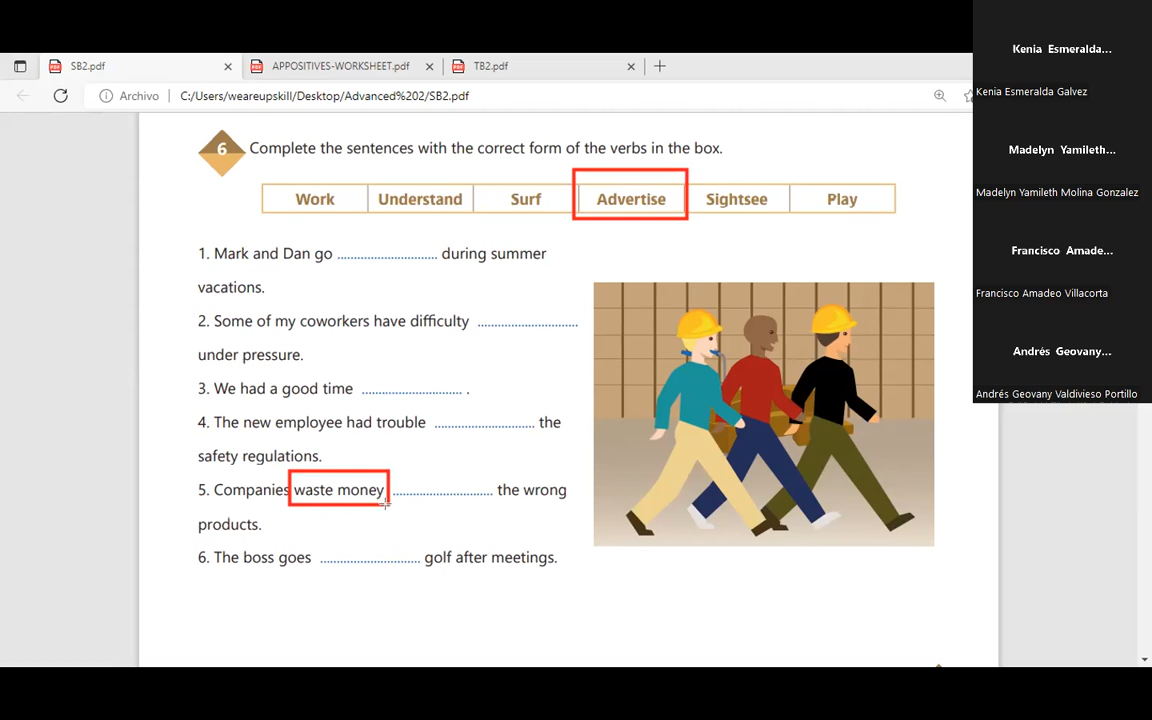 SB2.pdf
APPOSITIVES-WORKSHEET.pdf
TB2.pdf
Archivo
C:/Users/weareupskill/Desktop/Advanced%202/SB2.pdf
6 Complete the sentences with the correct form of the verbs in the box.
Work Understand Surf Advertise Sightsee Play
1. Mark and Dan go .......................... during summer
vacations.
2. Some of my coworkers have difficulty ..........................
under pressure.
3. We had a good time .......................... .
4. The new employee had trouble .......................... the
safety regulations.
5. Companies waste money .......................... the wrong
products.
6. The boss goes .......................... golf after meetings.
Kenia Esmeralda...
Kenia Esmeralda Galvez
Madelyn Yamileth...
Madelyn Yamileth Molina Gonzalez
Francisco Amade...
Francisco Amadeo Villacorta
Andrés Geovany...
Andrés Geovany Valdivieso Portillo